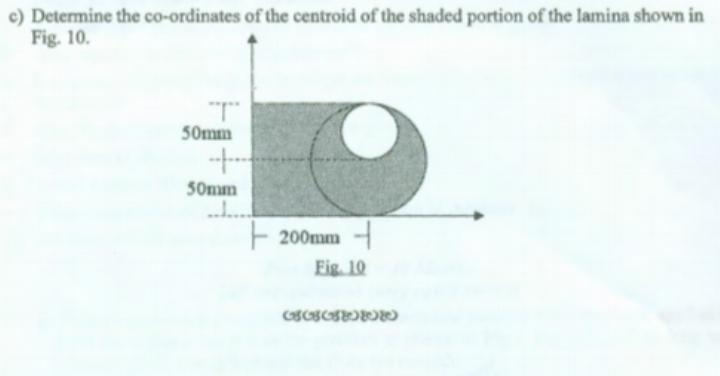 c) Determine the co-ordinates of the centroid of the shaded portion of the lamina shown in
Fig. 10.
50mm
50mm
200mm
Fig. 10